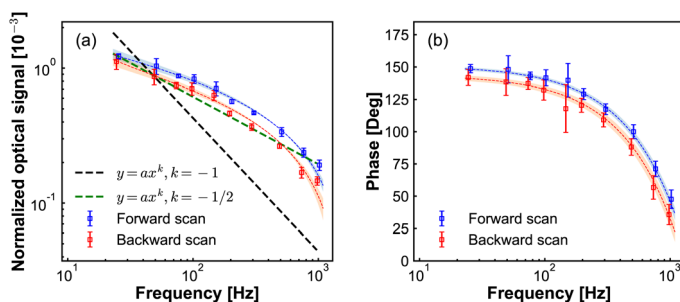 (a)
Normalized optical signal [10⁻³]
10⁰
10⁻¹
y = axᵏ, k = −1
y = axᵏ, k = −1/2
Forward scan
Backward scan
10¹
10²
10³
Frequency [Hz]
(b)
Phase [Deg]
175
150
125
100
75
50
25
0
Forward scan
Backward scan
10¹
10²
10³
Frequency [Hz]